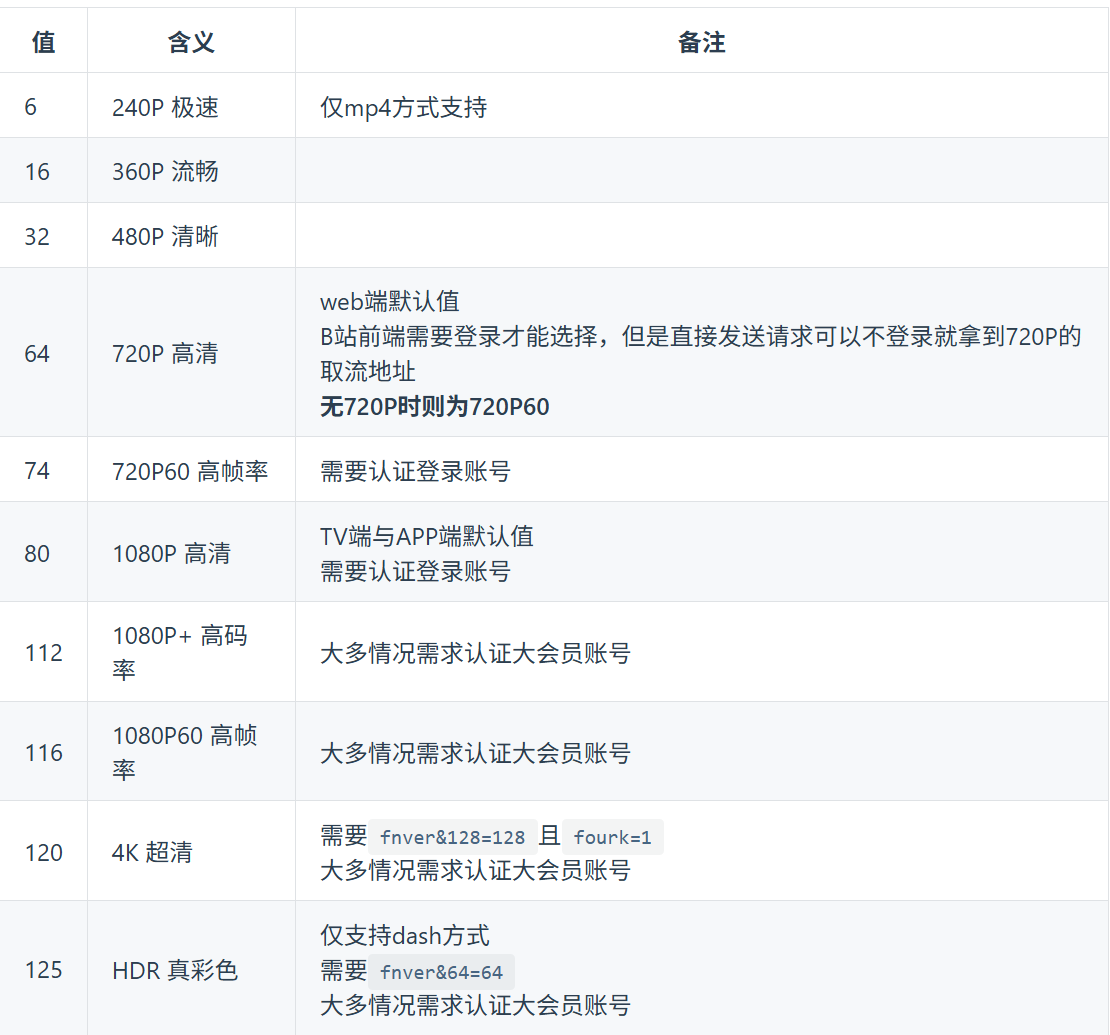 值 含义 备注
6 240P 极速 仅mp4方式支持
16 360P 流畅
32 480P 清晰
64 720P 高清 web端默认值
B站前端需要登录才能选择，但是直接发送请求可以不登录就拿到720P的
取流地址
无720P时则为720P60
74 720P60 高帧率 需要认证登录账号
80 1080P 高清 TV端与APP端默认值
需要认证登录账号
112 1080P+ 高码
率
大多情况需求认证大会员账号
116 1080P60 高帧
率
大多情况需求认证大会员账号
120 4K 超清 需要 fnver&128=128 且 fourk=1
大多情况需求认证大会员账号
125 HDR 真彩色 仅支持dash方式
需要 fnver&64=64
大多情况需求认证大会员账号